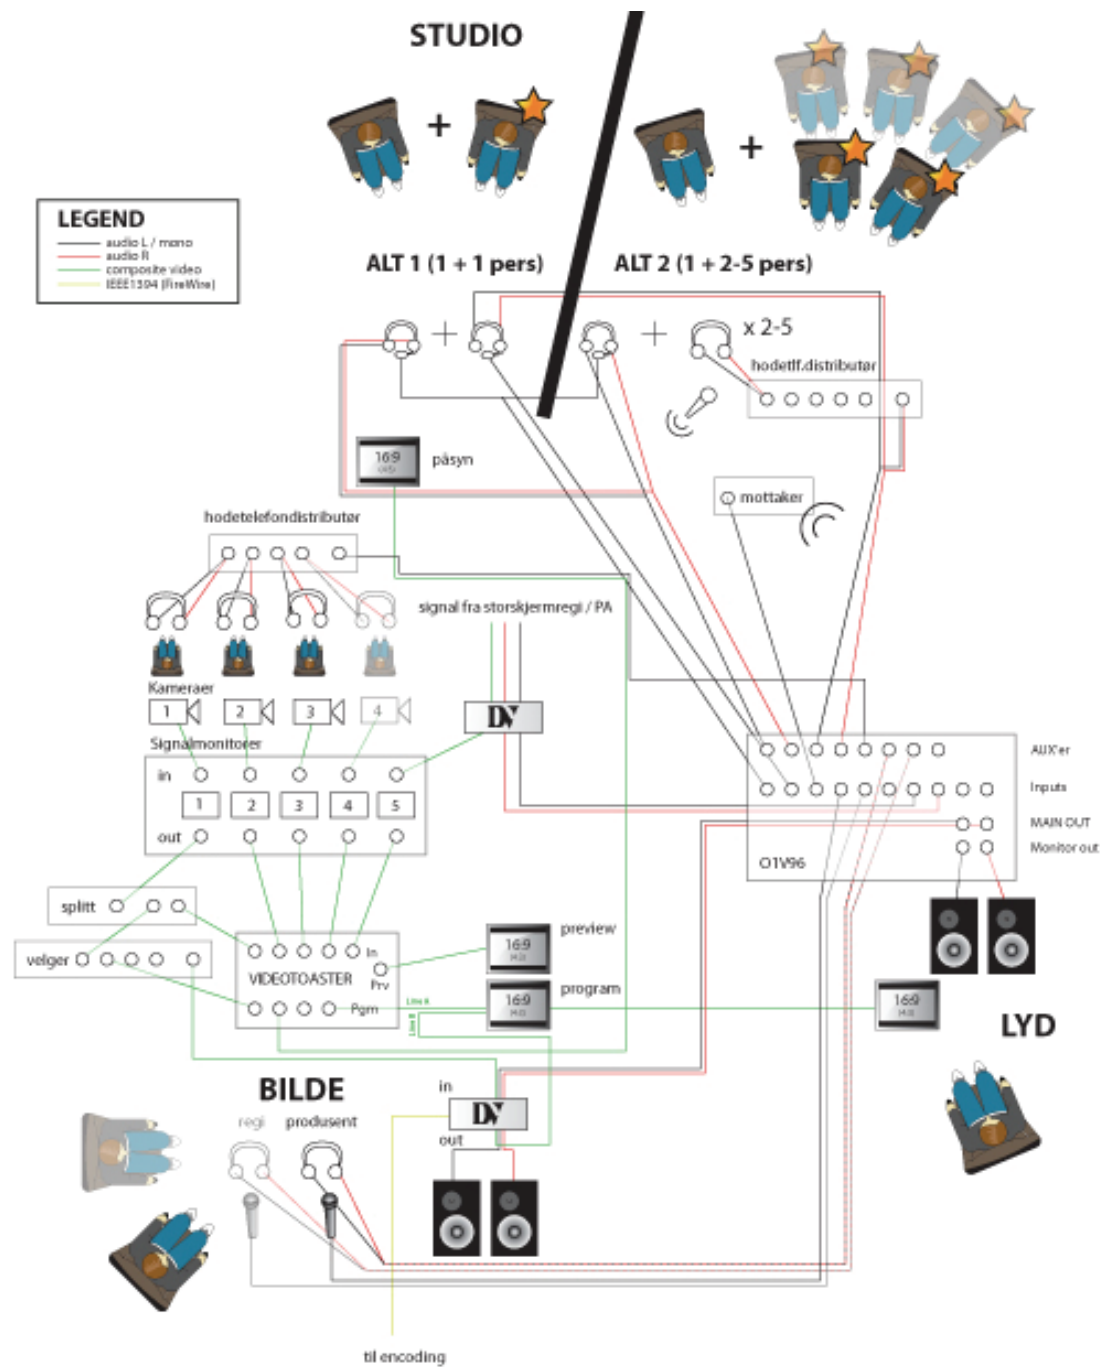 STUDIO
+
+
LEGEND
audio L / mono
audio R
composite video
IEEE1394 (FireWire)
ALT 1 (1 + 1 pers)
ALT 2 (1 + 2-5 pers)
+
+
x 2-5
hodetlf.distributør
16:9
påsyn
mottaker
hodetelefondistributør
signal fra storskjermregi / PA
Kameraer
1
2
3
4
DV
Signalmonitorer
in
1
2
3
4
5
out
AUX'er
Inputs
MAIN OUT
Monitor out
O1V96
splitt
velger
In
VIDEOTOASTER
Prv
Pgm
16:9
preview
16:9
program
Line A
Line B
16:9
LYD
BILDE
regi
produsent
in
DV
out
til encoding